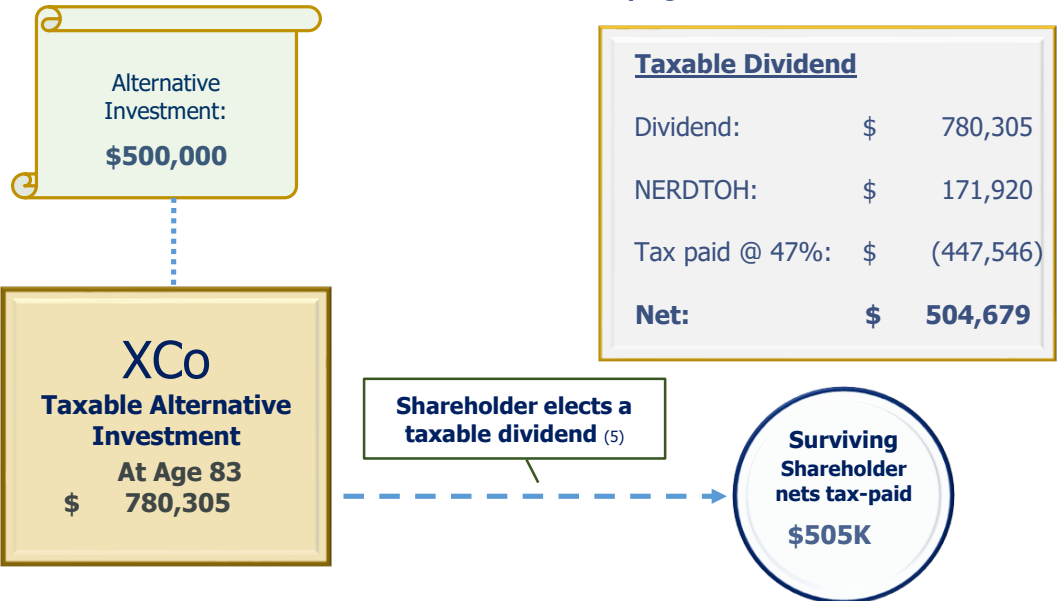 Alternative
Investment:
$500,000
Taxable Dividend
Dividend: $ 780,305
NERDTOH: $ 171,920
Tax paid @ 47%: $ (447,546)
Net: $ 504,679
XCo
Taxable Alternative
Investment
At Age 83
$ 780,305
Shareholder elects a
taxable dividend (5)
Surviving
Shareholder
nets tax-paid
$505K